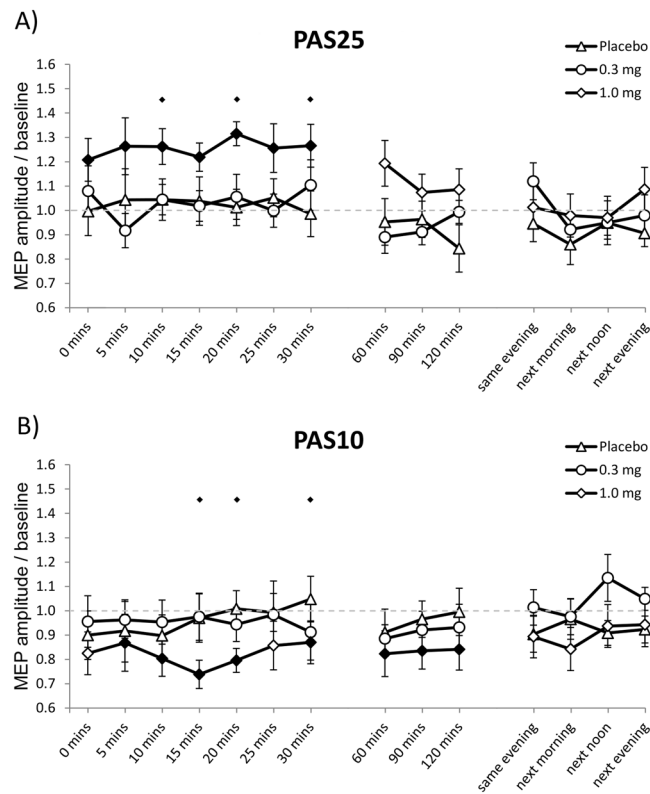 A)
PAS25
Placebo
0.3 mg
1.0 mg
MEP amplitude / baseline
1.6
1.5
1.4
1.3
1.2
1.1
1.0
0.9
0.8
0.7
0.6
0 mins
5 mins
10 mins
15 mins
20 mins
25 mins
30 mins
60 mins
90 mins
120 mins
same evening
next morning
next noon
next evening
B)
PAS10
Placebo
0.3 mg
1.0 mg
MEP amplitude / baseline
1.6
1.5
1.4
1.3
1.2
1.1
1.0
0.9
0.8
0.7
0.6
0 mins
5 mins
10 mins
15 mins
20 mins
25 mins
30 mins
60 mins
90 mins
120 mins
same evening
next morning
next noon
next evening